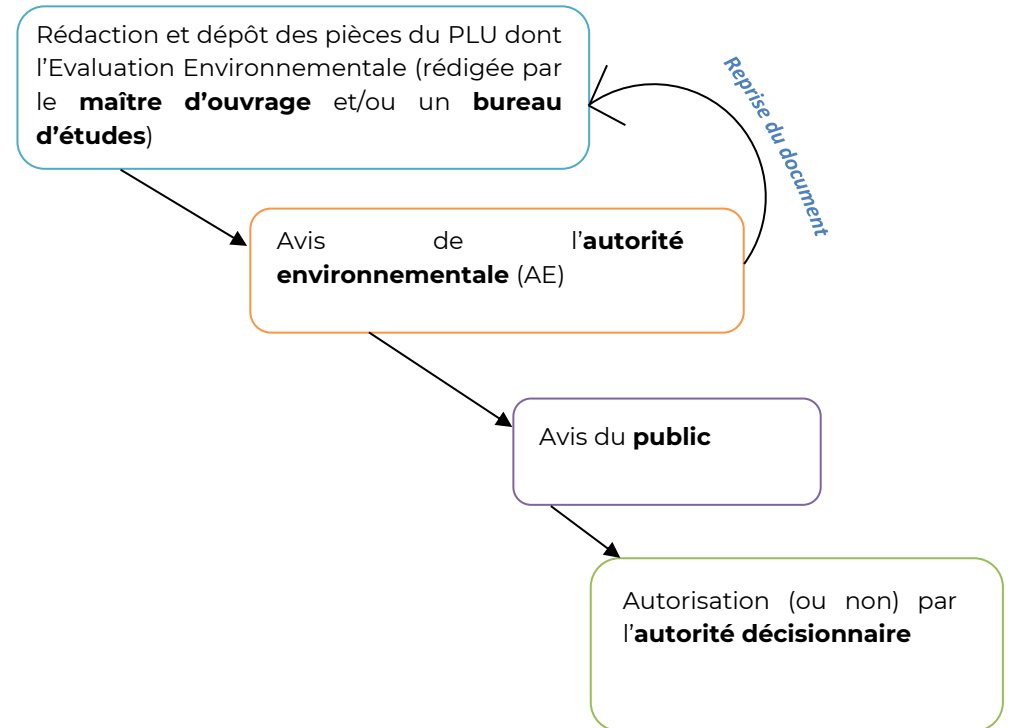 Rédaction et dépôt des pièces du PLU dont
l'Evaluation Environnementale (rédigée par
le maître d'ouvrage et/ou un bureau
d'études)
Reprise du document
Avis de l'autorité
environnementale (AE)
Avis du public
Autorisation (ou non) par
l'autorité décisionnaire